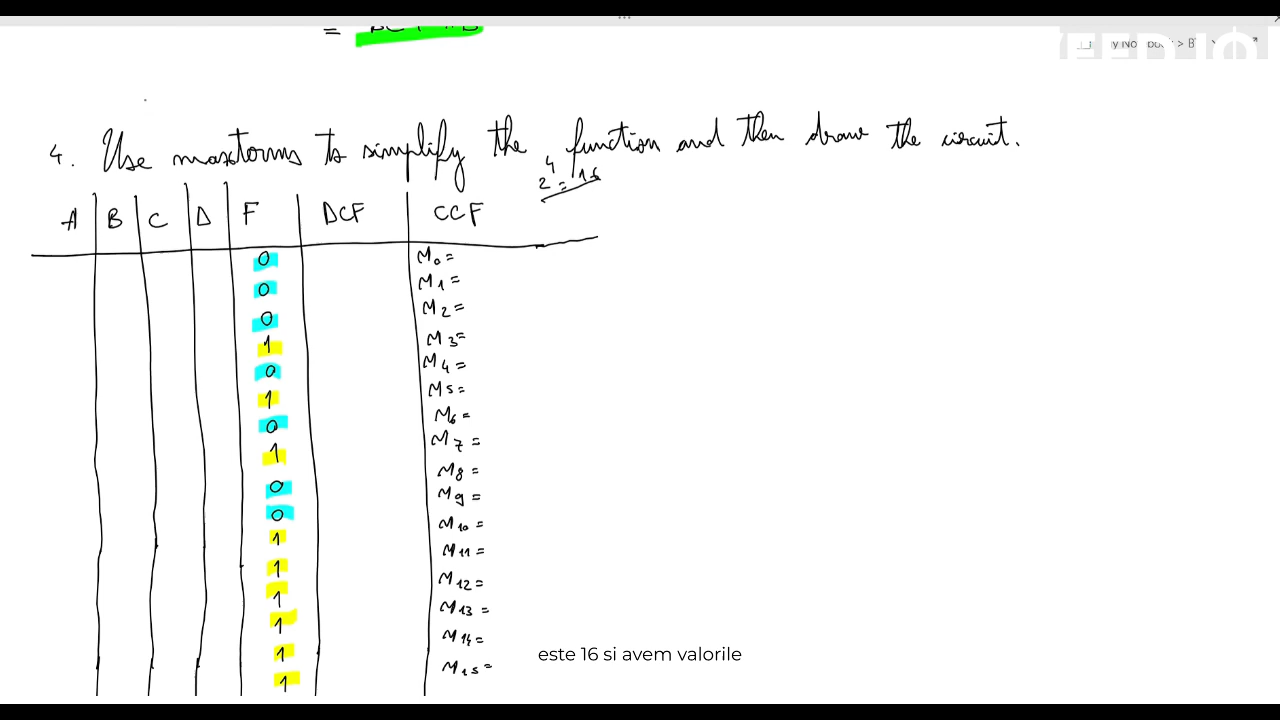 4. Use maxtorms to simplify the function and then draw the circuit.
2⁴ = 16
A B C D F DCF CCF
0 M0 =
0 M1 =
0 M2 =
1 M3 =
0 M4 =
1 M5 =
0 M6 =
1 M7 =
0 M8 =
0 M9 =
1 M10 =
1 M11 =
1 M12 =
1 M13 =
1 M14 =
1 M15 =
este 16 si avem valorile